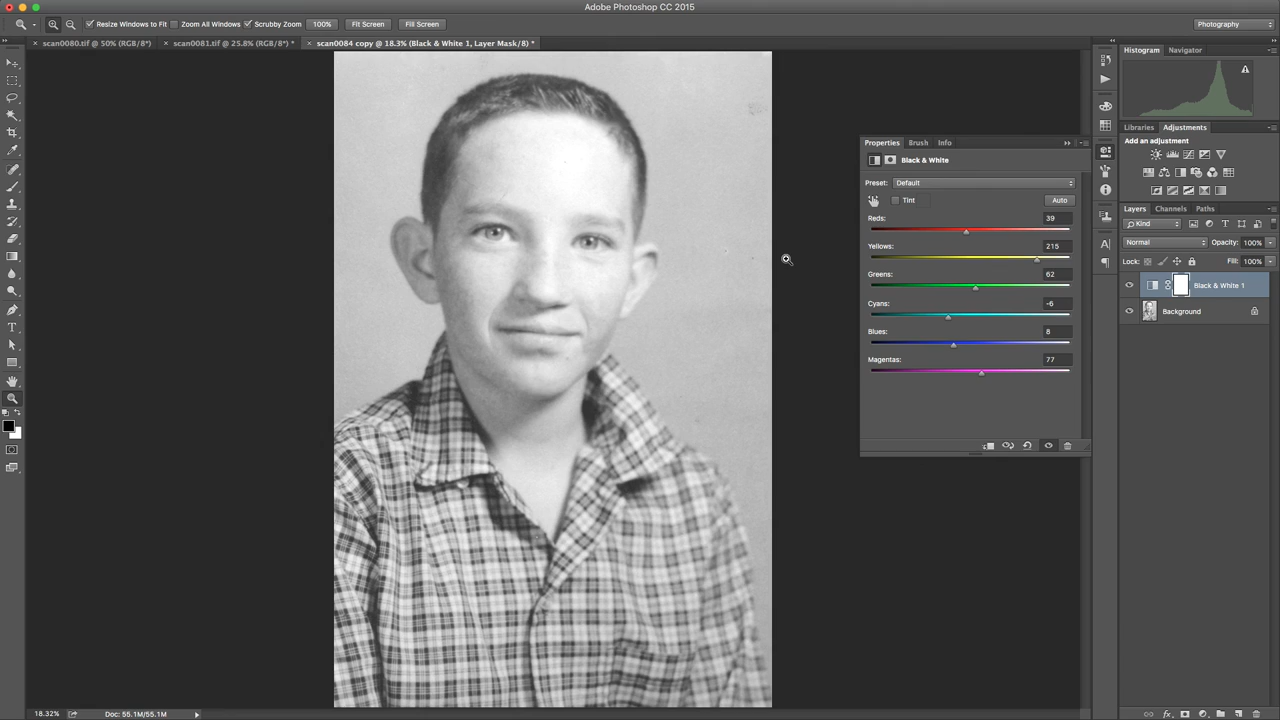 Adobe Photoshop CC 2015
Resize Windows to Fit Zoom All Windows Scrubby Zoom 100% Fit Screen Fill Screen Photography
scan0080.tif @ 50% (RGB/8*) scan0081.tif @ 25.8% (RGB/8*) * scan0084 copy @ 18.3% (Black & White 1, Layer Mask/8) *
Histogram Navigator
Libraries Adjustments
Add an adjustment
Properties Brush Info
Black & White
Preset: Default
Tint Auto
Reds: 39
Yellows: 215
Greens: 62
Cyans: -6
Blues: 8
Magentas: 77
Layers Channels Paths
Kind
Normal Opacity: 100%
Lock: Fill: 100%
Black & White 1
Background
18.32% Doc: 55.1M/55.1M